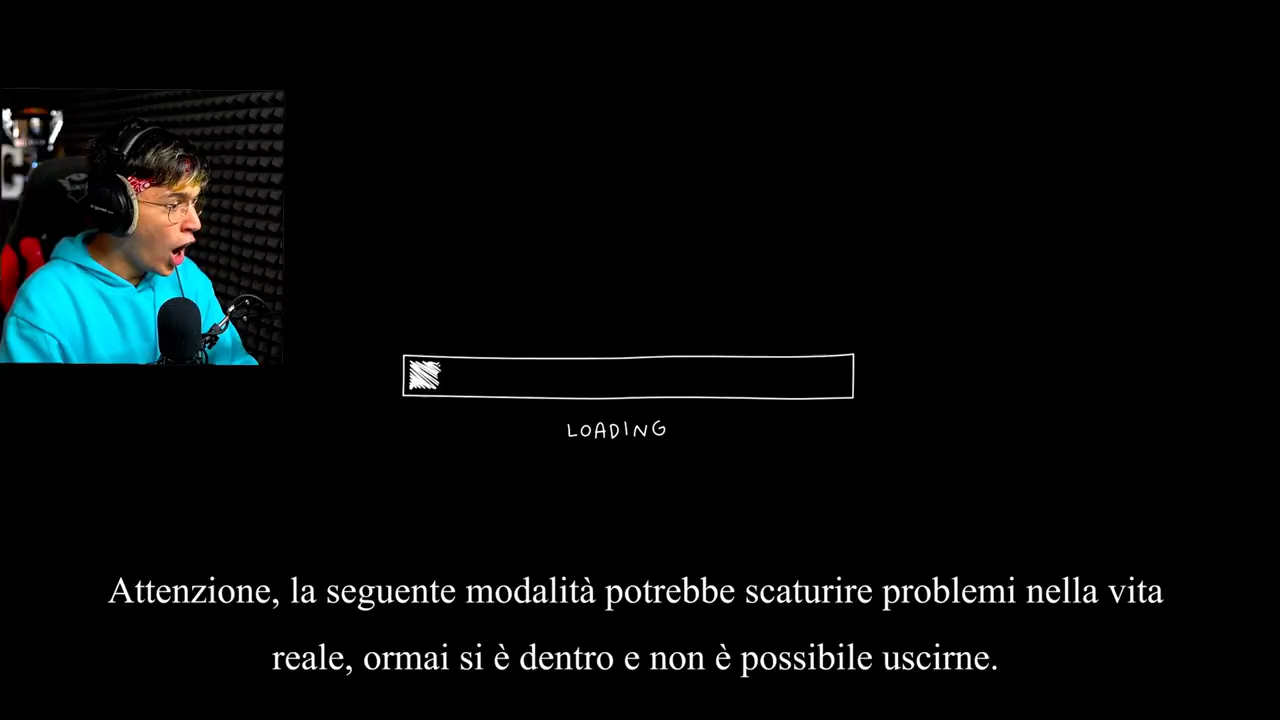 LOADING
Attenzione, la seguente modalità potrebbe scaturire problemi nella vita
reale, ormai si è dentro e non è possibile uscirne.